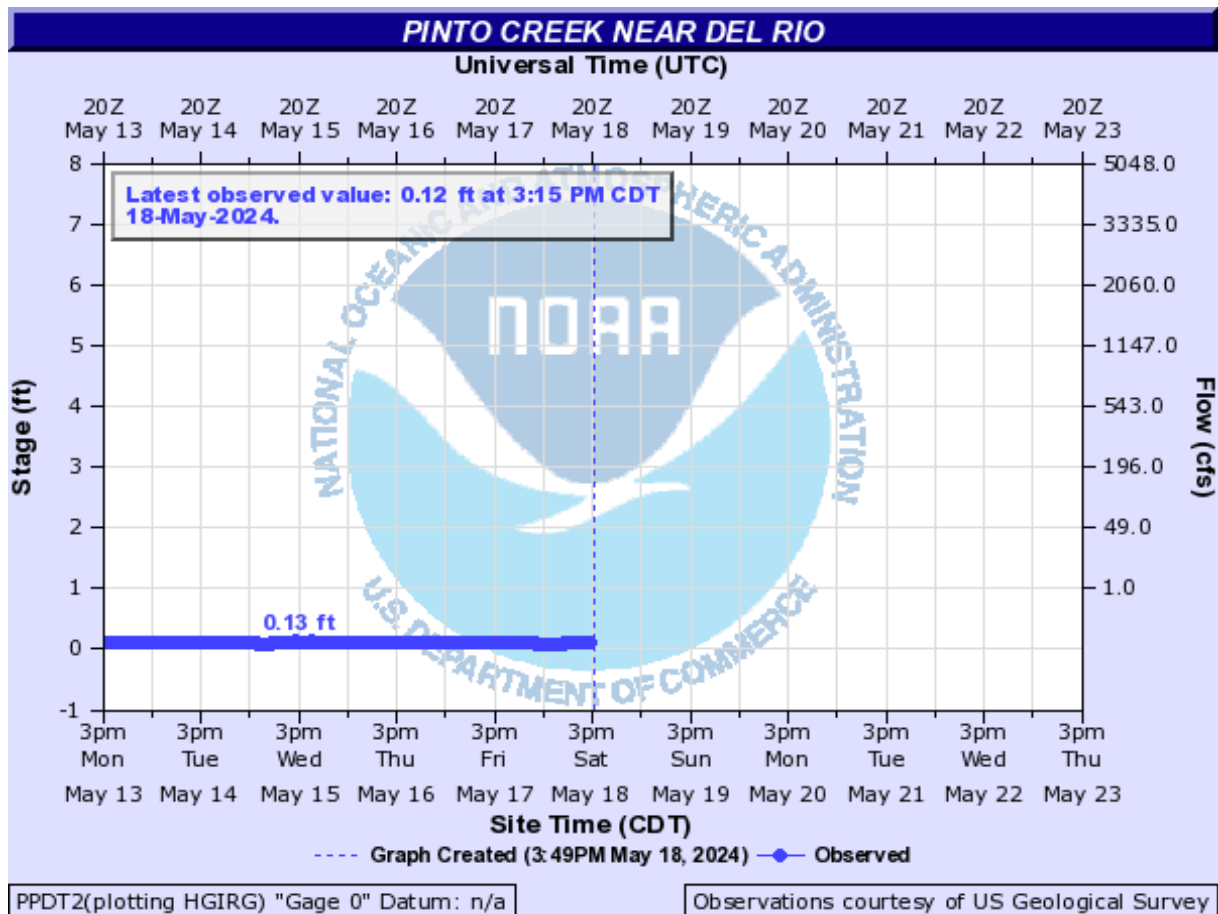 PINTO CREEK NEAR DEL RIO
Universal Time (UTC)
20Z 20Z 20Z 20Z 20Z 20Z 20Z 20Z 20Z 20Z 20Z
May 13 May 14 May 15 May 16 May 17 May 18 May 19 May 20 May 21 May 22 May 23
Latest observed value: 0.12 ft at 3:15 PM CDT
18-May-2024.
8 5048.0
7 3335.0
6 2060.0
5 1147.0
4 543.0
3 196.0
2 49.0
1 1.0
0
-1
Stage (ft)
Flow (cfs)
NATIONAL OCEANIC AND ATMOSPHERIC ADMINISTRATION
NOAA
U.S. DEPARTMENT OF COMMERCE
0.13 ft
3pm 3pm 3pm 3pm 3pm 3pm 3pm 3pm 3pm 3pm 3pm
Mon Tue Wed Thu Fri Sat Sun Mon Tue Wed Thu
May 13 May 14 May 15 May 16 May 17 May 18 May 19 May 20 May 21 May 22 May 23
Site Time (CDT)
Graph Created (3:49PM May 18, 2024) Observed
PPDT2(plotting HGIRG) "Gage 0" Datum: n/a
Observations courtesy of US Geological Survey